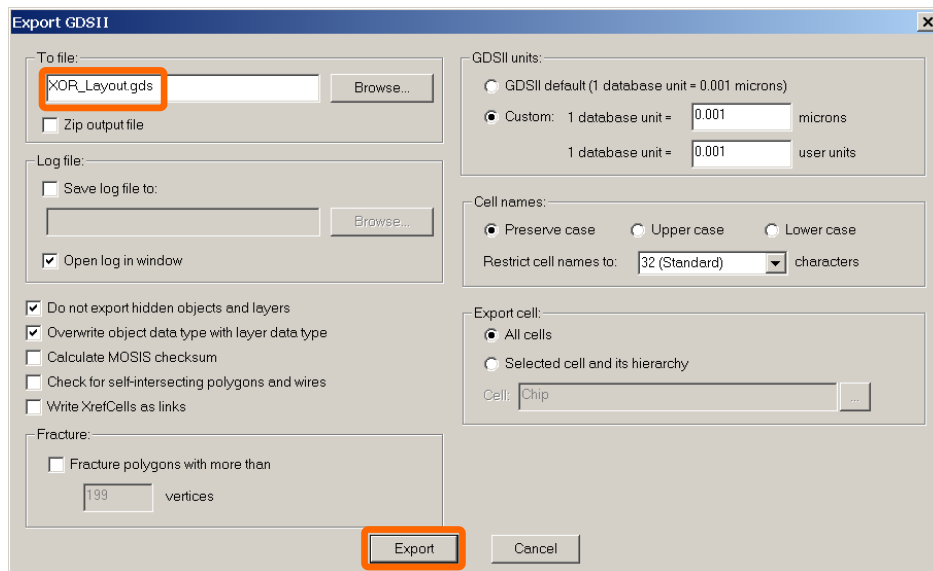 Export GDSII
To file:
XOR_Layout.gds
Browse...
Zip output file
Log file:
Save log file to:
Browse...
Open log in window
Do not export hidden objects and layers
Overwrite object data type with layer data type
Calculate MOSIS checksum
Check for self-intersecting polygons and wires
Write XrefCells as links
Fracture:
Fracture polygons with more than
199 vertices
GDSII units:
GDSII default (1 database unit = 0.001 microns)
Custom: 1 database unit = 0.001 microns
1 database unit = 0.001 user units
Cell names:
Preserve case Upper case Lower case
Restrict cell names to: 32 (Standard) characters
Export cell:
All cells
Selected cell and its hierarchy
Cell: Chip ...
Export Cancel